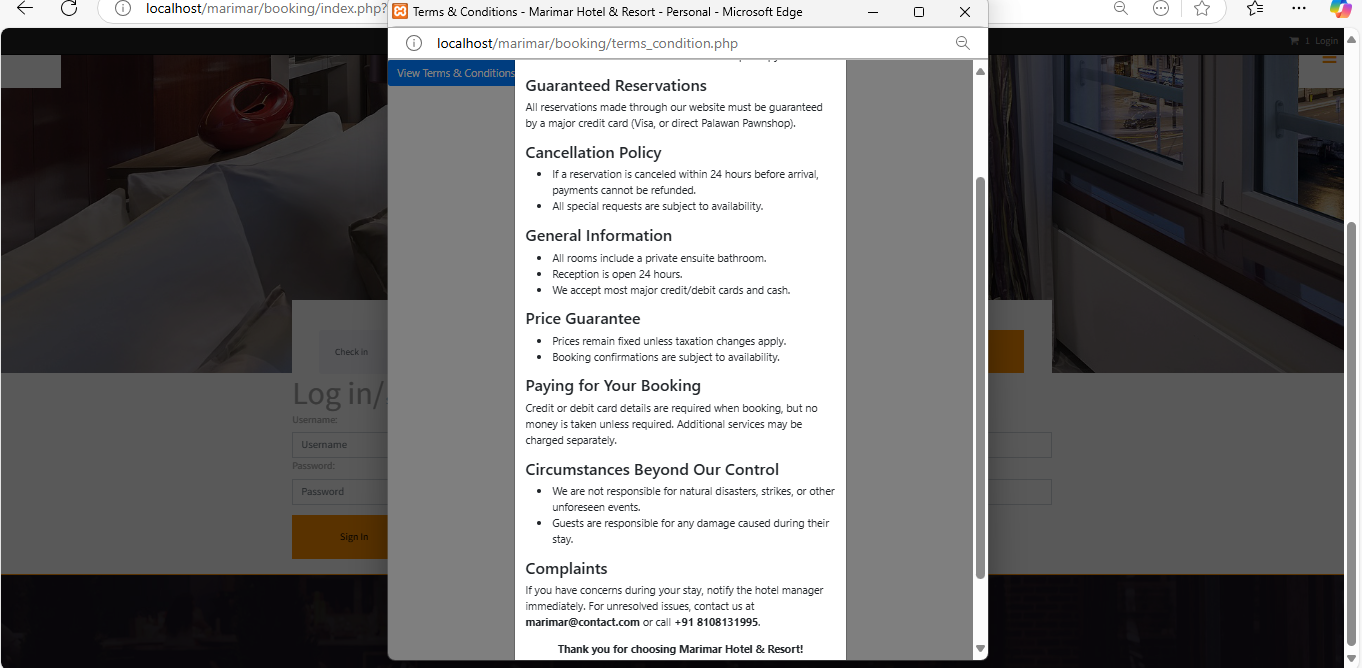 localhost/marimar/booking/index.php?
Terms & Conditions - Marimar Hotel & Resort - Personal - Microsoft Edge
localhost/marimar/booking/terms_condition.php
1 Login
View Terms & Conditions
Guaranteed Reservations
All reservations made through our website must be guaranteed
by a major credit card (Visa, or direct Palawan Pawnshop).
Cancellation Policy
• If a reservation is canceled within 24 hours before arrival,
payments cannot be refunded.
• All special requests are subject to availability.
General Information
• All rooms include a private ensuite bathroom.
• Reception is open 24 hours.
• We accept most major credit/debit cards and cash.
Price Guarantee
• Prices remain fixed unless taxation changes apply.
• Booking confirmations are subject to availability.
Paying for Your Booking
Credit or debit card details are required when booking, but no
money is taken unless required. Additional services may be
charged separately.
Circumstances Beyond Our Control
• We are not responsible for natural disasters, strikes, or other
unforeseen events.
• Guests are responsible for any damage caused during their
stay.
Complaints
If you have concerns during your stay, notify the hotel manager
immediately. For unresolved issues, contact us at
marimar@contact.com or call +91 8108131995.
Thank you for choosing Marimar Hotel & Resort!
Check in
Log in/
Username:
Username
Password:
Password
Sign In